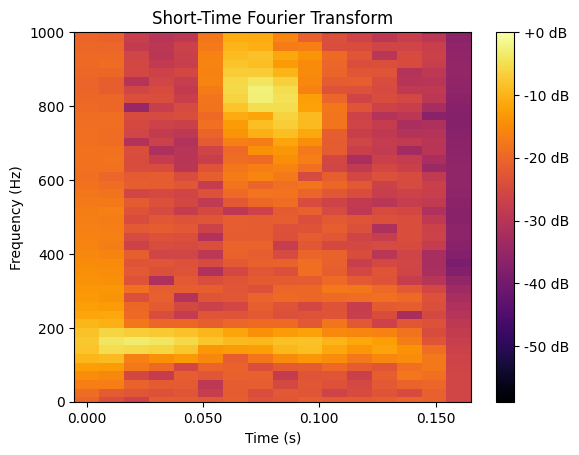 Short-Time Fourier Transform
1000
800
600
400
200
0
Frequency (Hz)
0.000
0.050
0.100
0.150
Time (s)
+0 dB
-10 dB
-20 dB
-30 dB
-40 dB
-50 dB